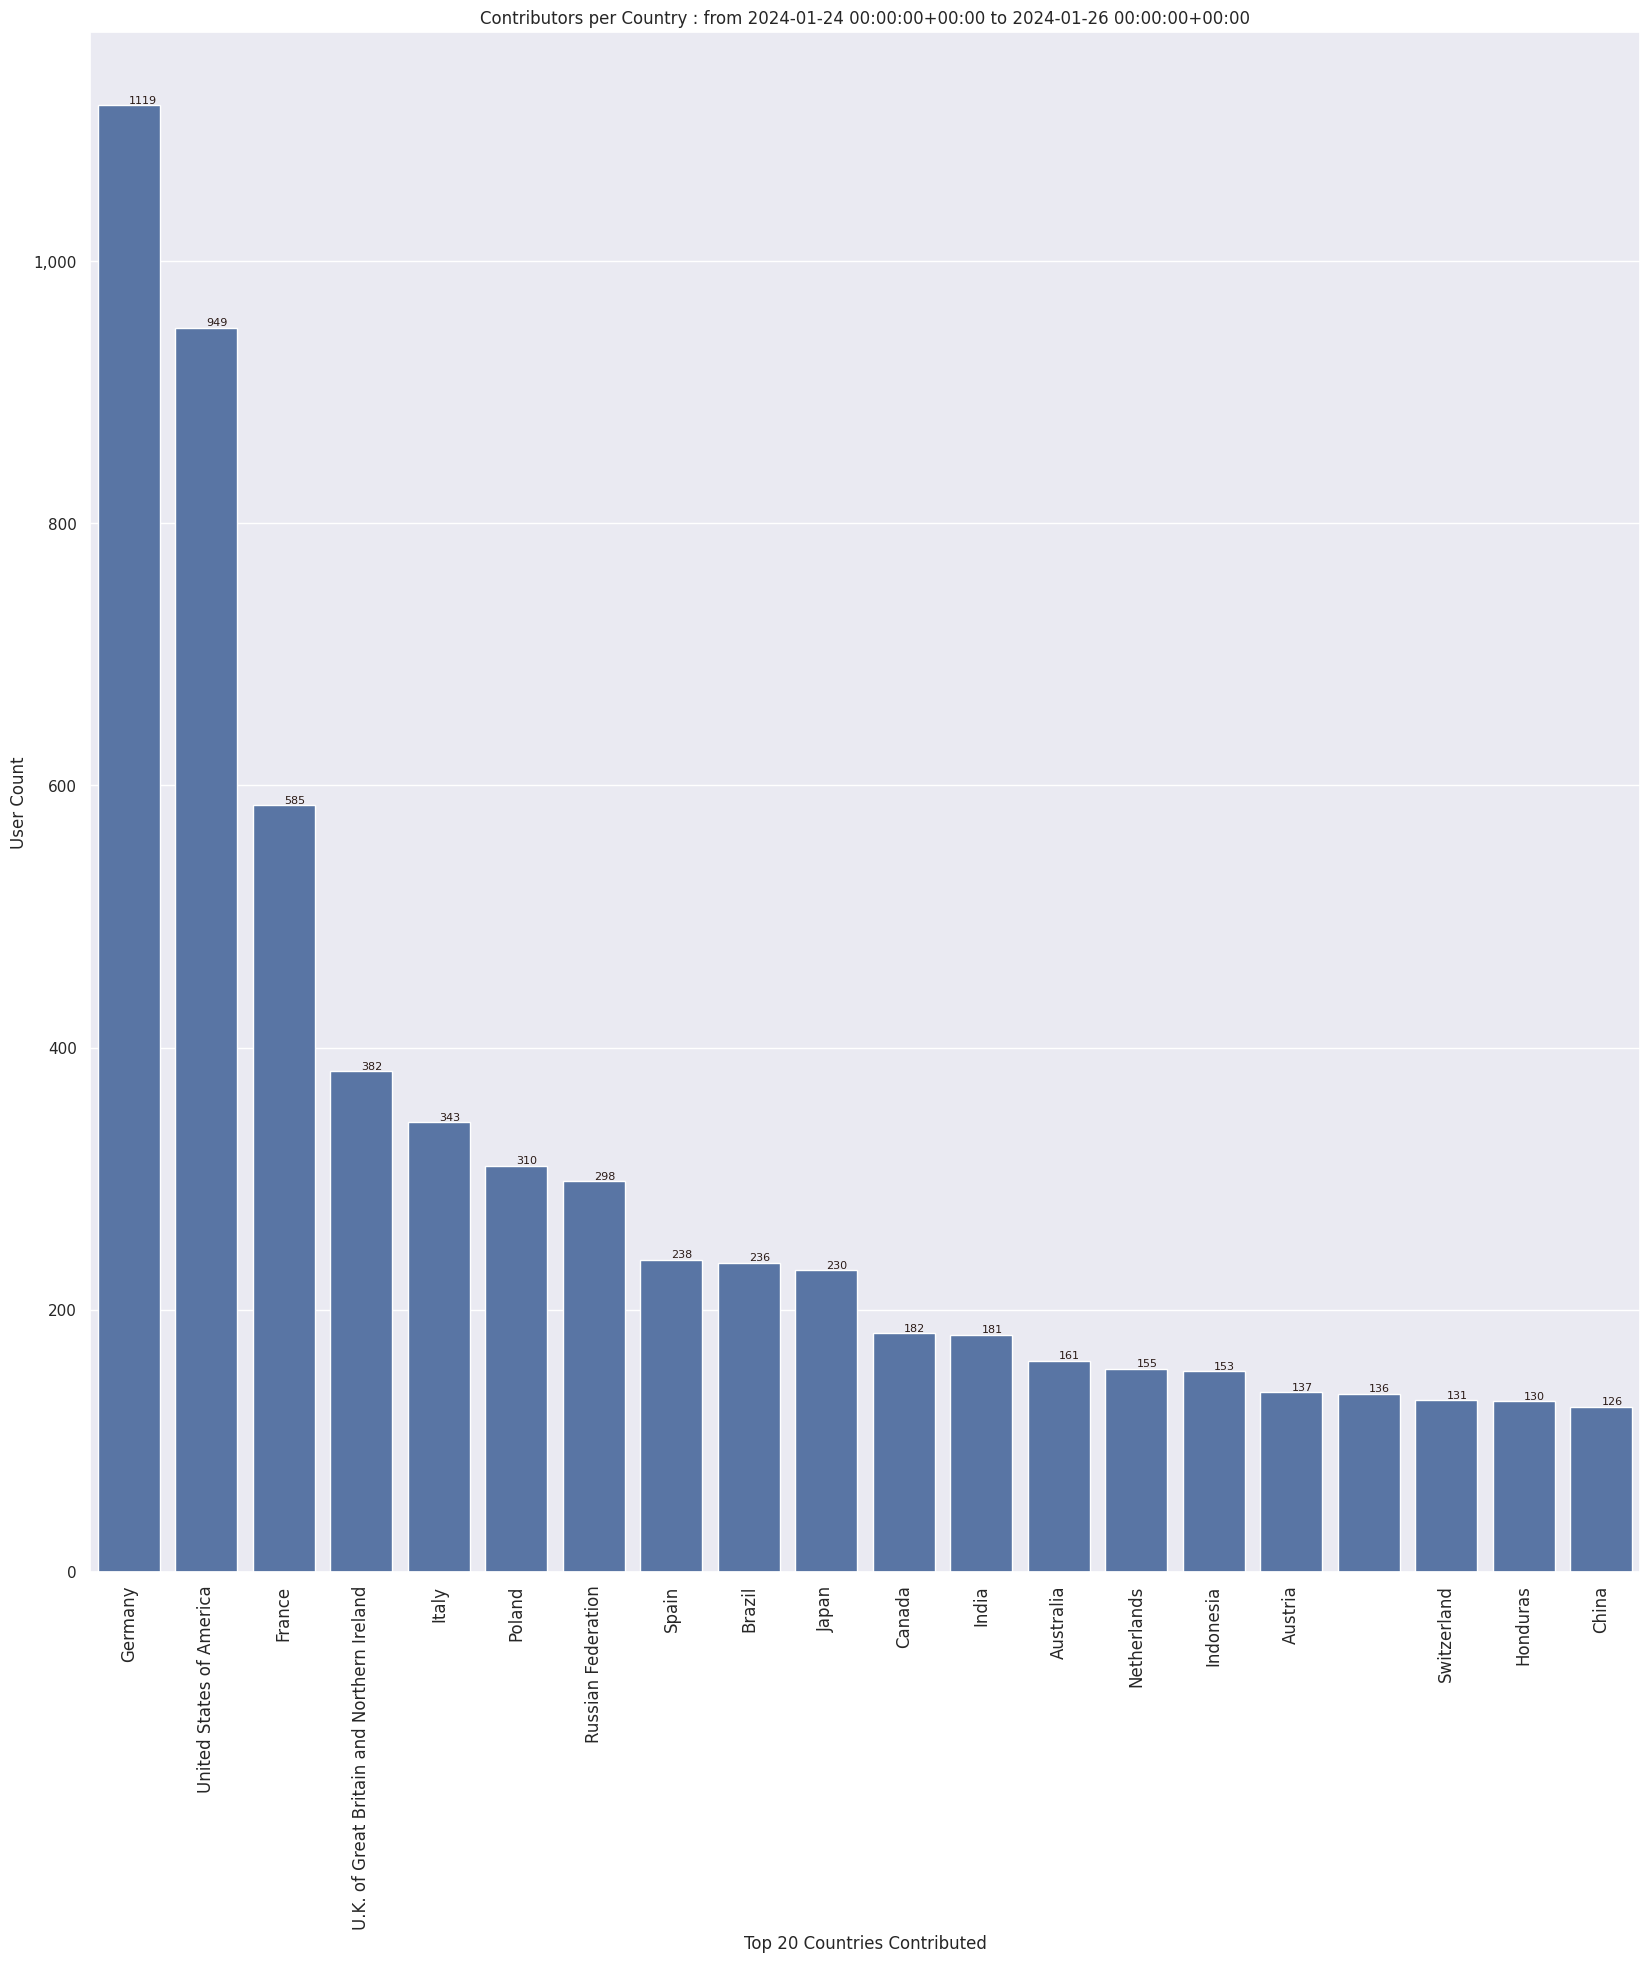 Contributors per Country : from 2024-01-24 00:00:00+00:00 to 2024-01-26 00:00:00+00:00
User Count
1,000
800
600
400
200
0
1119
949
585
382
343
310
298
238
236
230
182
181
161
155
153
137
136
131
130
126
Germany
United States of America
France
U.K. of Great Britain and Northern Ireland
Italy
Poland
Russian Federation
Spain
Brazil
Japan
Canada
India
Australia
Netherlands
Indonesia
Austria
Switzerland
Honduras
China
Top 20 Countries Contributed